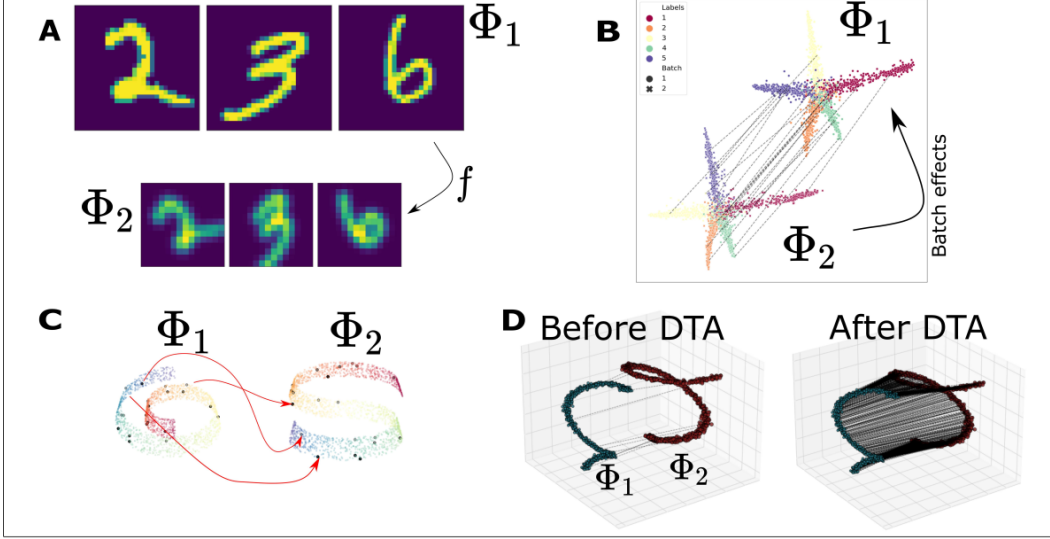 A
Φ1
f
Φ2
B
Labels
1
2
3
4
5
Batch
1
2
Φ1
Φ2
Batch effects
C
Φ1
Φ2
D
Before DTA
Φ1
Φ2
After DTA